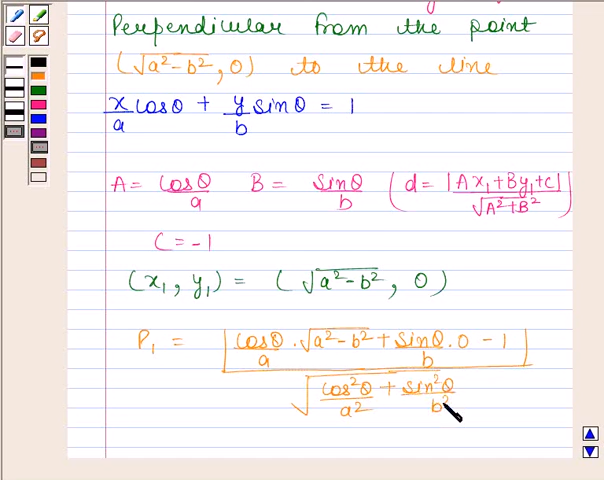 Perpendicular from the point
(√a²-b², 0) to the line
x/a cosθ + y/b sinθ = 1
A = cosθ/a B = sinθ/b (d = |Ax₁+By₁+c|/√A²+B²)
C = -1
(x₁, y₁) = (√a²-b², 0)
P₁ = |cosθ/a . √a²-b² + sinθ/b . 0 - 1| / √cos²θ/a² + sin²θ/b²